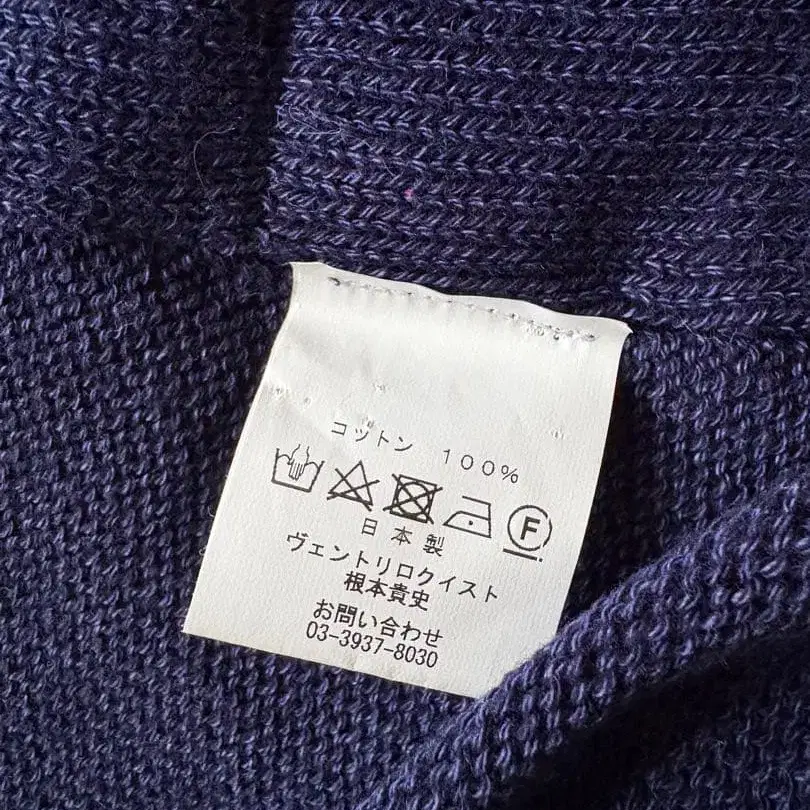 コットン 100%
F
日本製
ヴェントリロクイスト
根本貴史
お問い合わせ
03-3937-8030